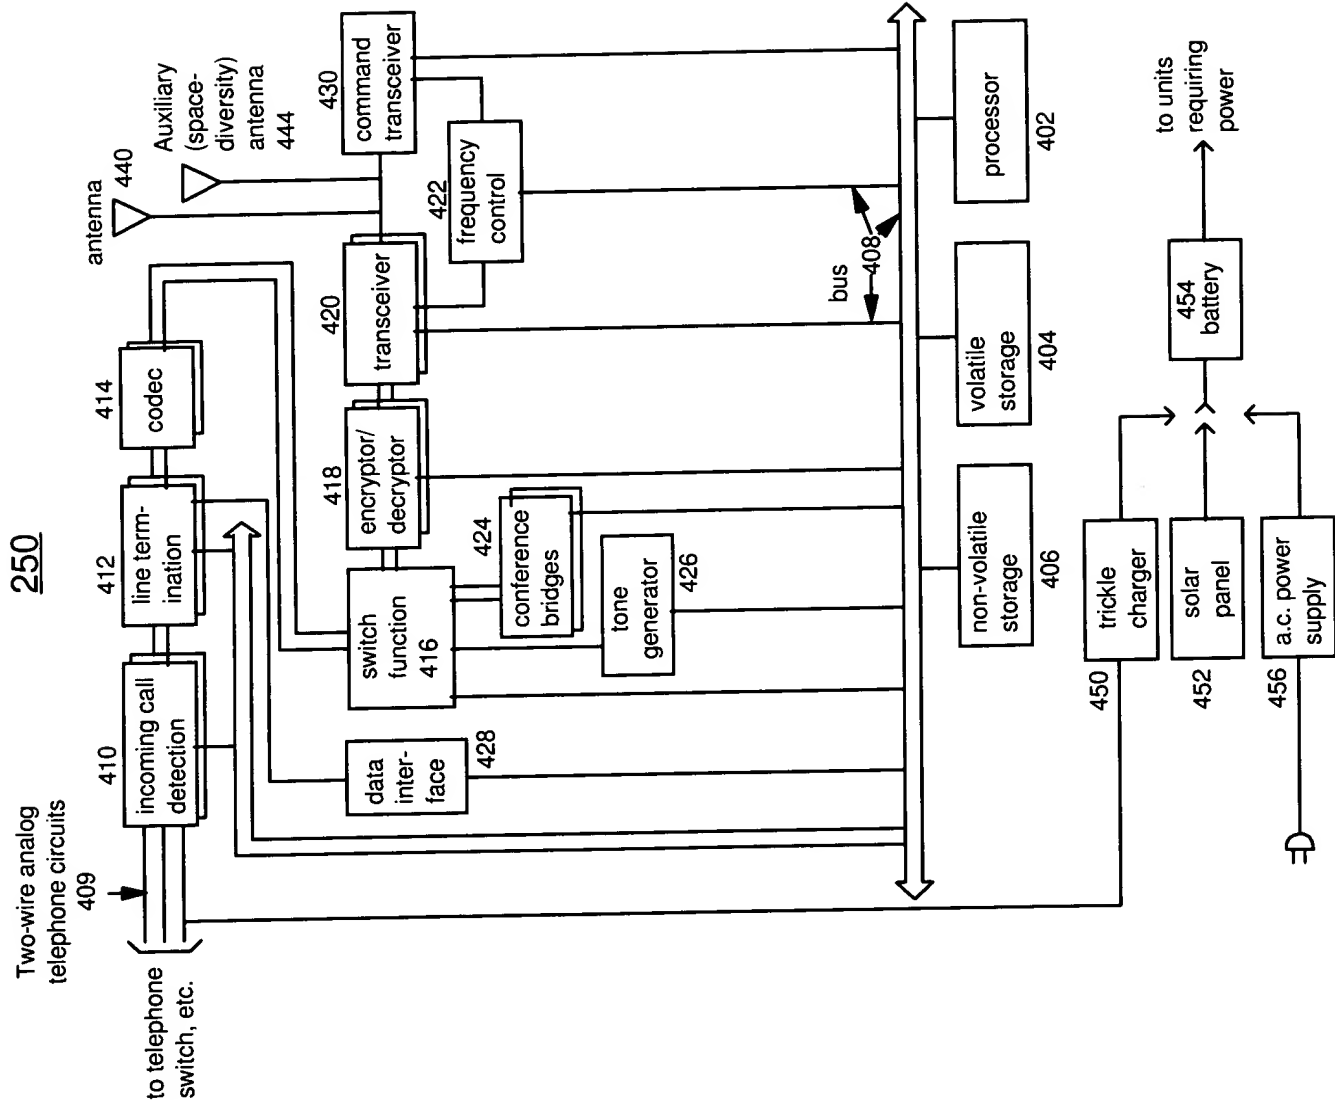 250
Two-wire analog
telephone circuits
409
to telephone
switch, etc.
410
incoming call
detection
412
line term-
ination
414
codec
antenna
440
Auxiliary
(space-
diversity)
antenna
444
data
inter-
face
428
switch
function
416
418
encryptor/
decryptor
420
transceiver
430
command
transceiver
422
frequency
control
424
conference
bridges
tone
generator
426
bus
408
non-volatile
storage
406
volatile
storage
404
processor
402
450
trickle
charger
452
solar
panel
456
a.c. power
supply
454
battery
to units
requiring
power